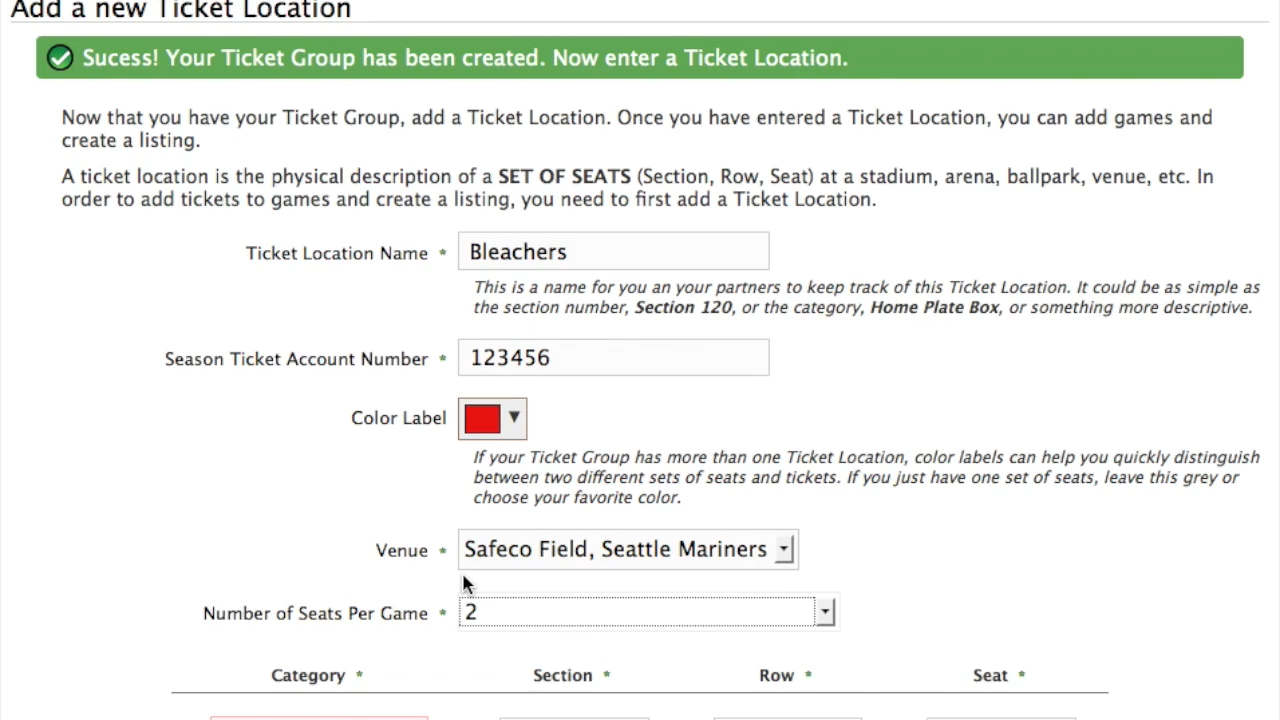 Add a new Ticket Location
Sucess! Your Ticket Group has been created. Now enter a Ticket Location.
Now that you have your Ticket Group, add a Ticket Location. Once you have entered a Ticket Location, you can add games and
create a listing.
A ticket location is the physical description of a SET OF SEATS (Section, Row, Seat) at a stadium, arena, ballpark, venue, etc. In
order to add tickets to games and create a listing, you need to first add a Ticket Location.
Ticket Location Name * Bleachers
This is a name for you an your partners to keep track of this Ticket Location. It could be as simple as
the section number, Section 120, or the category, Home Plate Box, or something more descriptive.
Season Ticket Account Number * 123456
Color Label
If your Ticket Group has more than one Ticket Location, color labels can help you quickly distinguish
between two different sets of seats and tickets. If you just have one set of seats, leave this grey or
choose your favorite color.
Venue * Safeco Field, Seattle Mariners
Number of Seats Per Game * 2
Category * Section * Row * Seat *